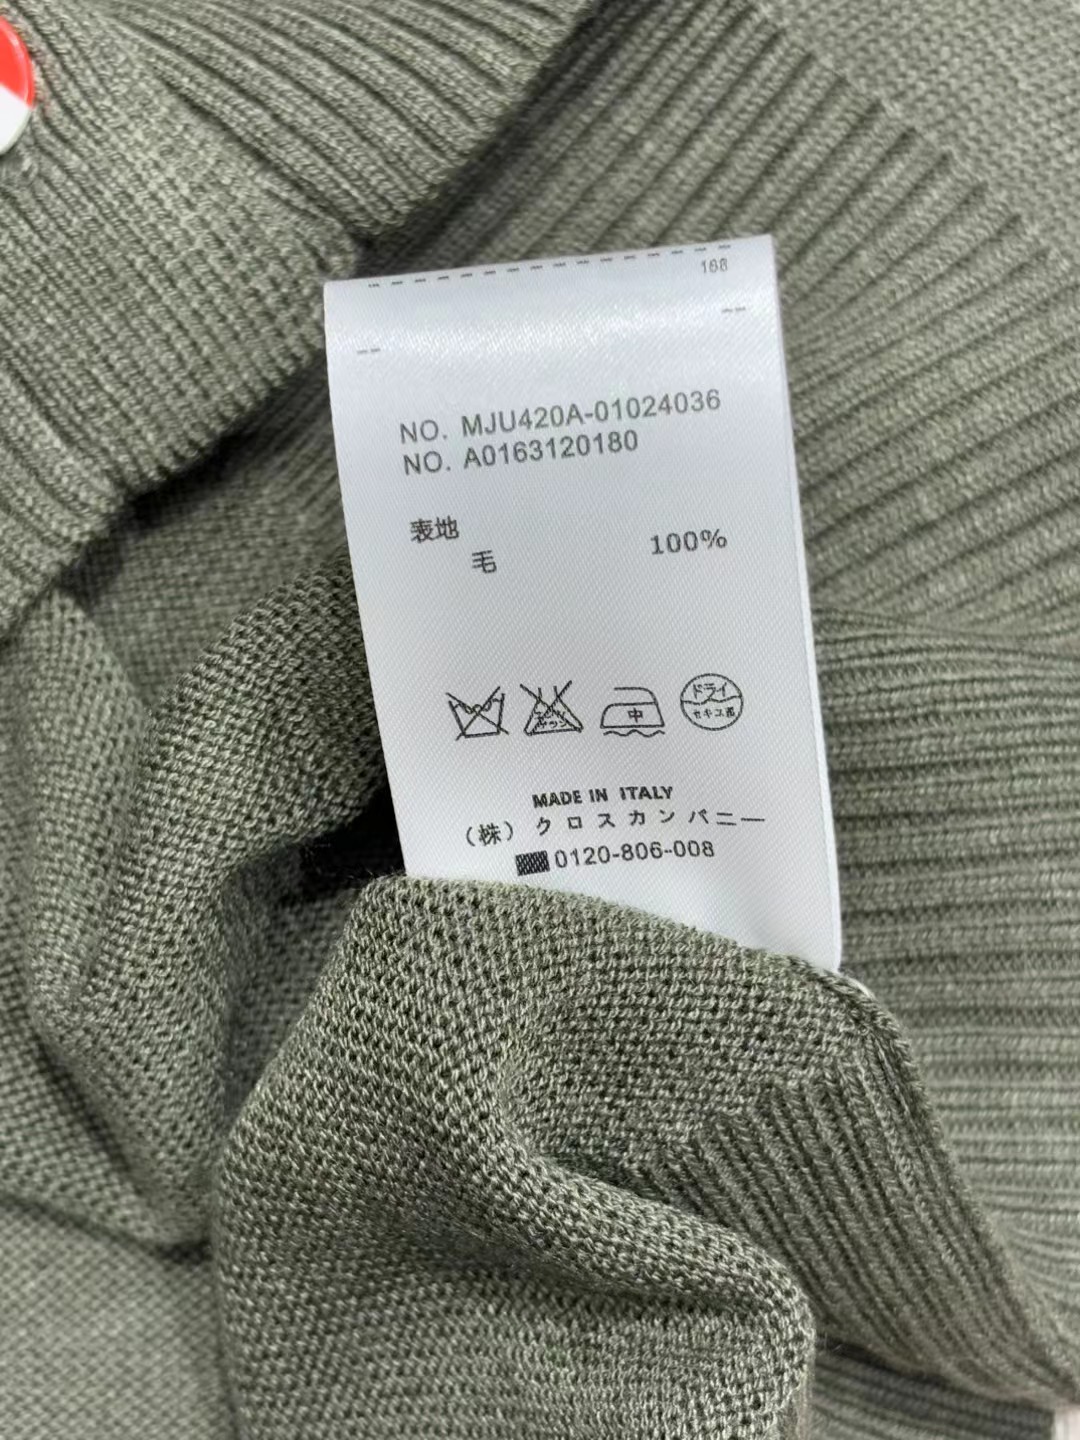 168
NO. MJU420A-01024036
NO. A0163120180
表地
毛 100%
中
ドライ
セキユ系
MADE IN ITALY
(株) クロスカンパニー
0120-806-008